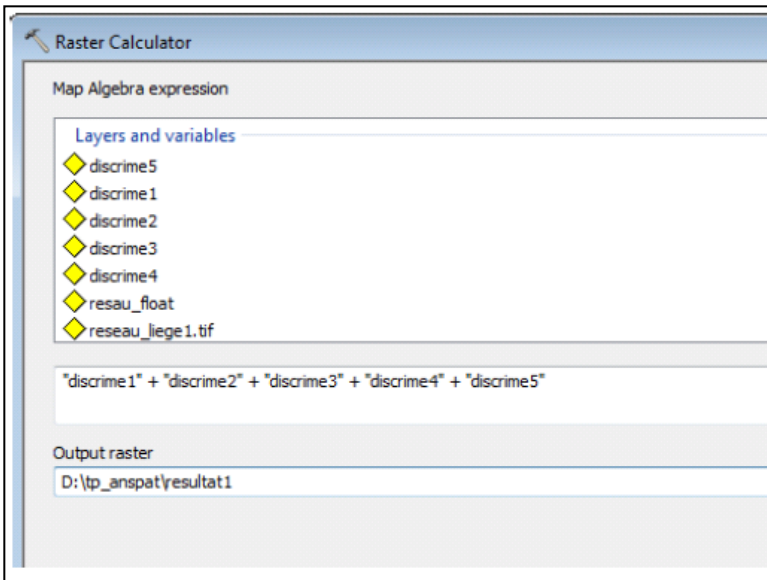 Raster Calculator
Map Algebra expression
Layers and variables
discrime5
discrime1
discrime2
discrime3
discrime4
resau_float
reseau_liege1.tif
"discrime1" + "discrime2" + "discrime3" + "discrime4" + "discrime5"
Output raster
D:\tp_anspat\resultat1